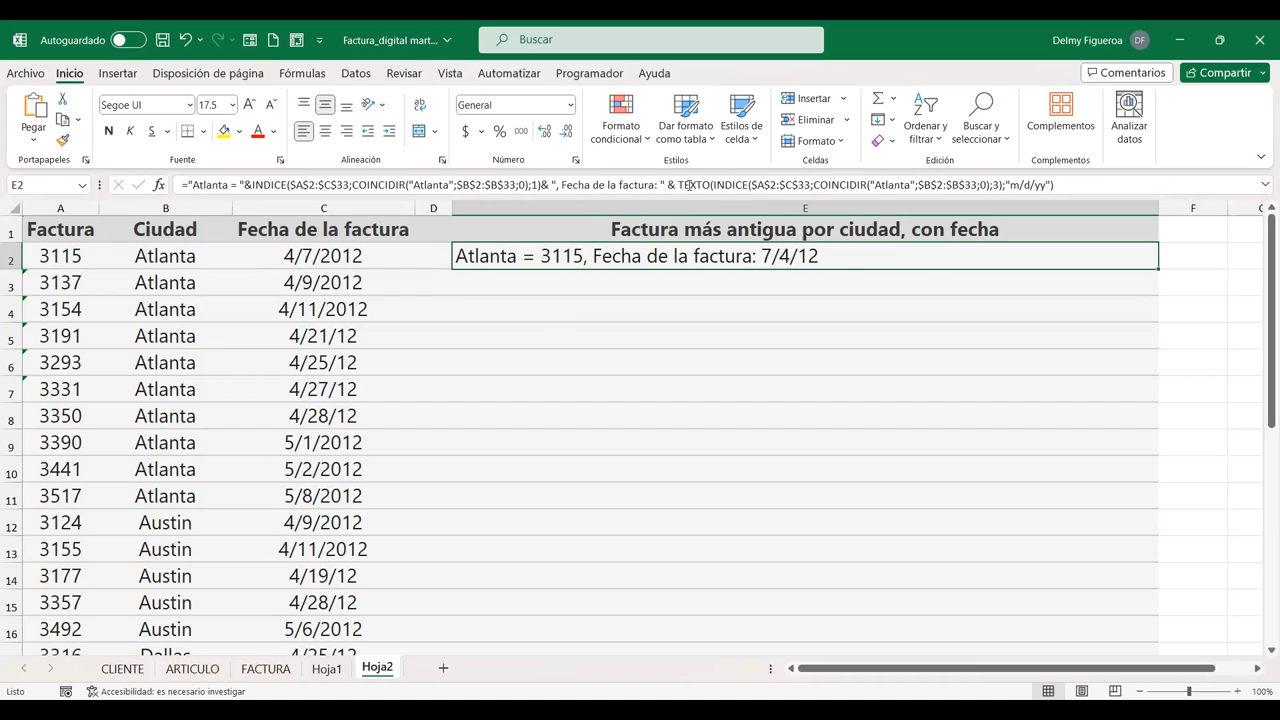 Autoguardado
Factura_digital mart...
Buscar
Delmy Figueroa DF
Archivo Inicio Insertar Disposición de página Fórmulas Datos Revisar Vista Automatizar Programador Ayuda Comentarios Compartir
Pegar Segoe UI 17.5 General Formato condicional Dar formato como tabla Estilos de celda Insertar Eliminar Formato Ordenar y filtrar Buscar y seleccionar Complementos Analizar datos
N K S
$ % 000
Portapapeles Fuente Alineación Número Estilos Celdas Edición Complementos
E2 fx ="Atlanta = "&INDICE($A$2:$C$33;COINCIDIR("Atlanta";$B$2:$B$33;0);1)& ", Fecha de la factura: " & TEXTO(INDICE($A$2:$C$33;COINCIDIR("Atlanta";$B$2:$B$33;0);3);"m/d/yy")
A B C D E F
1 Factura Ciudad Fecha de la factura Factura más antigua por ciudad, con fecha
2 3115 Atlanta 4/7/2012 Atlanta = 3115, Fecha de la factura: 7/4/12
3 3137 Atlanta 4/9/2012
4 3154 Atlanta 4/11/2012
5 3191 Atlanta 4/21/12
6 3293 Atlanta 4/25/12
7 3331 Atlanta 4/27/12
8 3350 Atlanta 4/28/12
9 3390 Atlanta 5/1/2012
10 3441 Atlanta 5/2/2012
11 3517 Atlanta 5/8/2012
12 3124 Austin 4/9/2012
13 3155 Austin 4/11/2012
14 3177 Austin 4/19/12
15 3357 Austin 4/28/12
16 3492 Austin 5/6/2012
3316 Dallas 4/25/12
CLIENTE ARTICULO FACTURA Hoja1 Hoja2
Listo Accesibilidad: es necesario investigar 100%